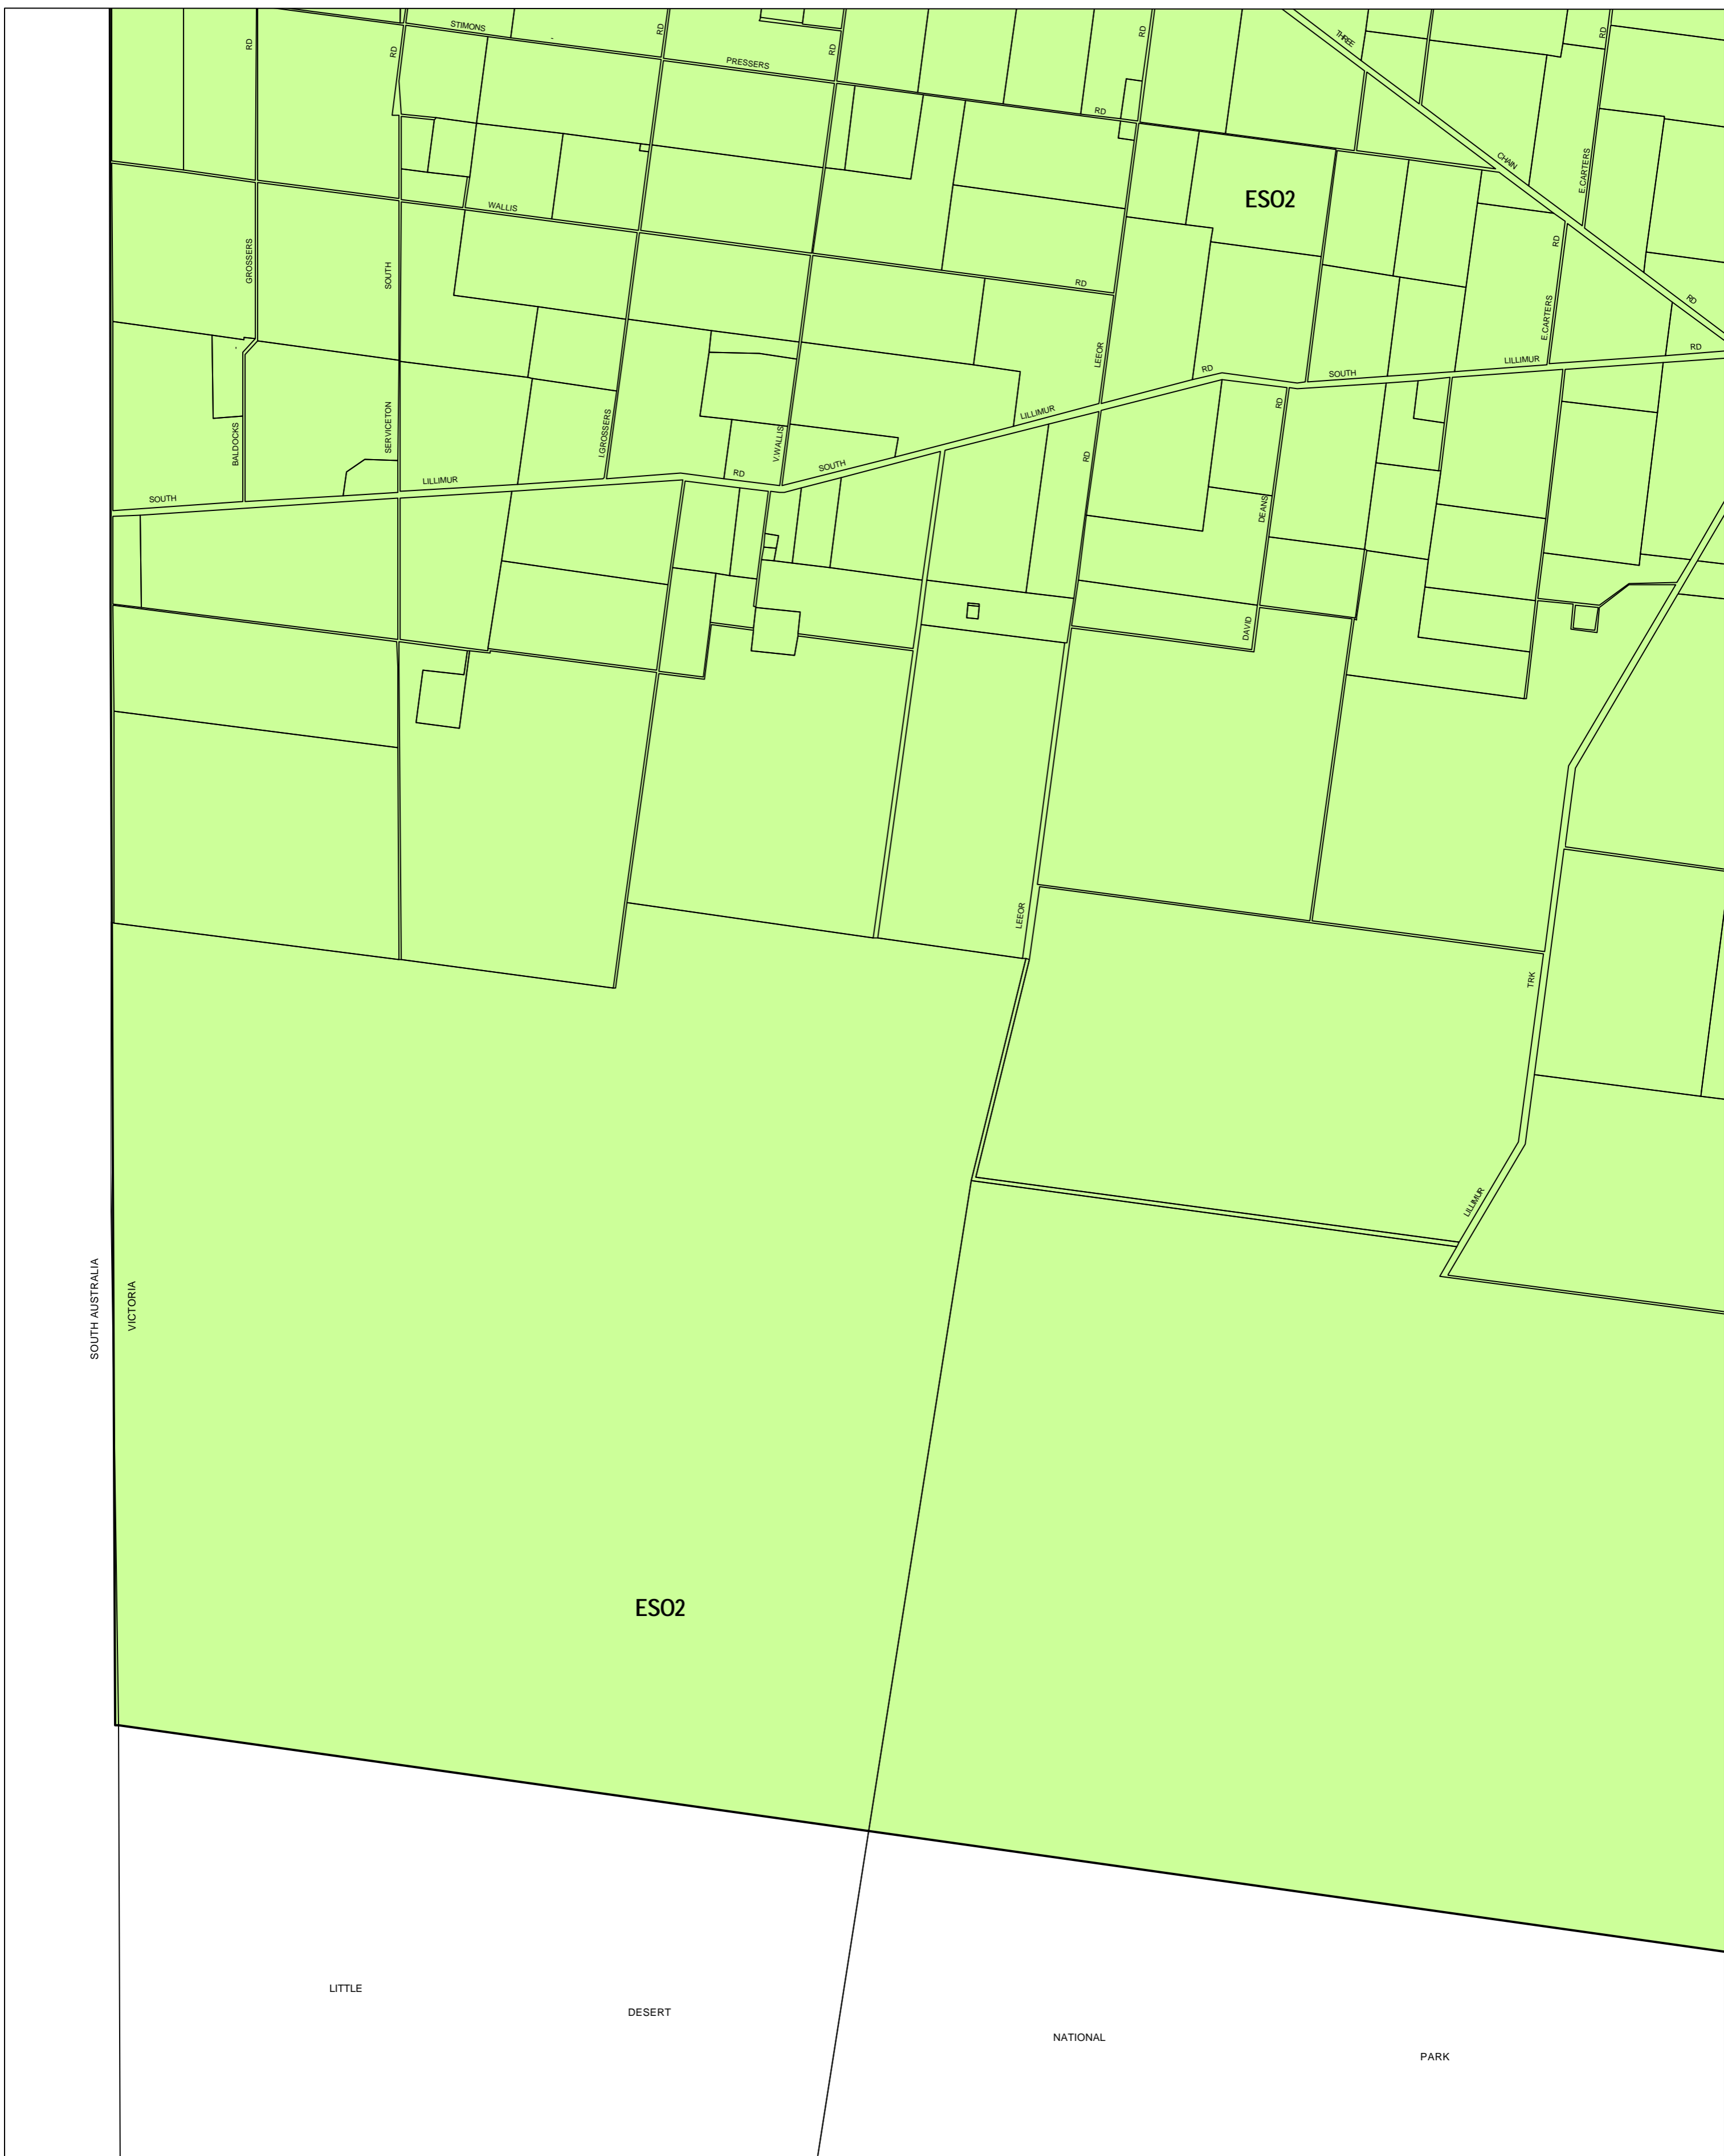 STIMONS
RD
RD
RD
RD
RD
THREE
RD
PRESSERS
RD
CHAIN
E.CARTERS
ESO2
WALLIS
GROSSERS
SOUTH
RD
RD
RD
E.CARTERS
LEEOR
RD
SOUTH
LILLIMUR
RD
LILLIMUR
RD
SERVICETON
BALDOCKS
I.GROSSERS
V.WALLIS
SOUTH
RD
RD
LILLIMUR
SOUTH
DEANS
DAVID
LEEOR
TRK
LILLIMUR
SOUTH AUSTRALIA
VICTORIA
ESO2
LITTLE
DESERT
NATIONAL
PARK